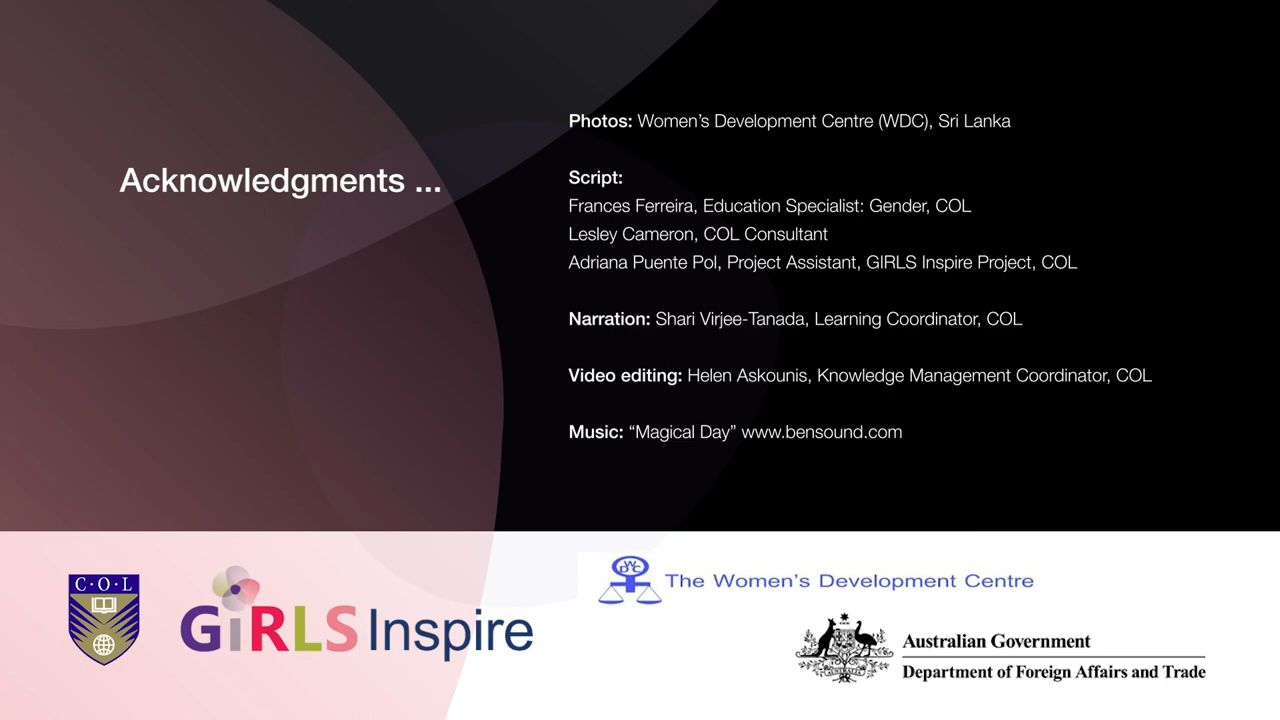 Acknowledgments ...
Photos: Women’s Development Centre (WDC), Sri Lanka
Script:
Frances Ferreira, Education Specialist: Gender, COL
Lesley Cameron, COL Consultant
Adriana Puente Pol, Project Assistant, GIRLS Inspire Project, COL
Narration: Shari Virjee-Tanada, Learning Coordinator, COL
Video editing: Helen Askounis, Knowledge Management Coordinator, COL
Music: “Magical Day” www.bensound.com
C·O·L
GiRLS Inspire
WDC
The Women’s Development Centre
AUSTRALIA
Australian Government
Department of Foreign Affairs and Trade